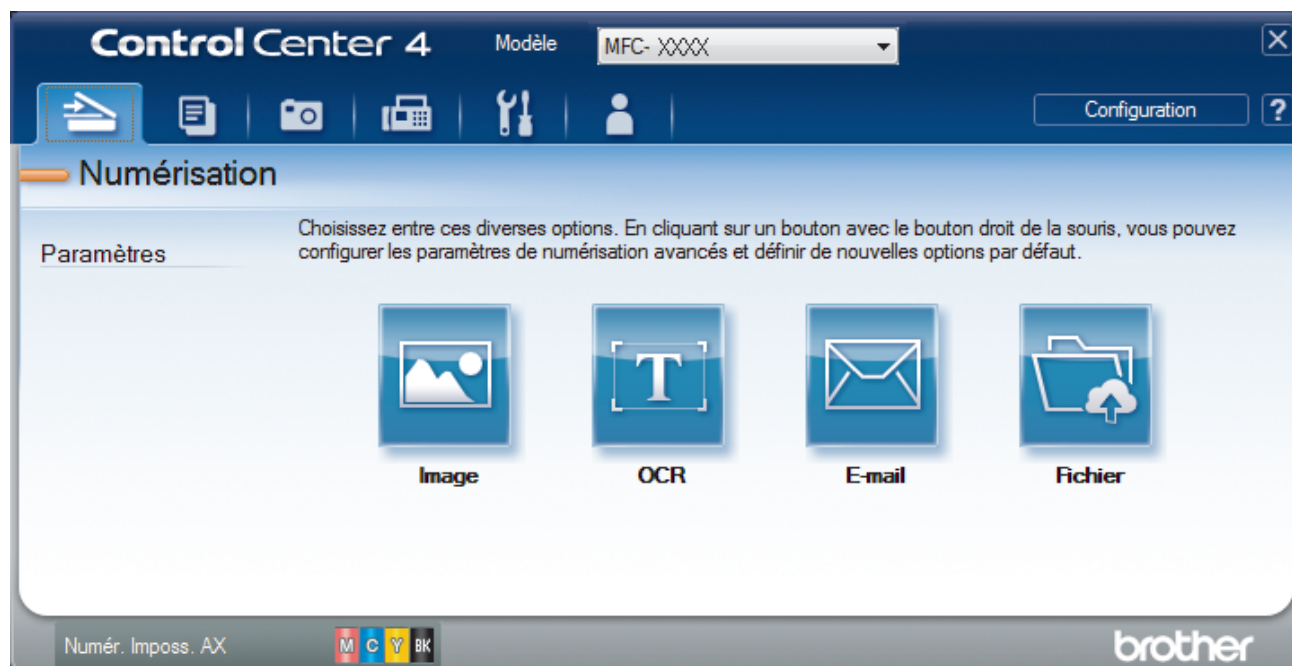 Control Center 4
Modèle
MFC- XXXX
Configuration
?
Numérisation
Paramètres
Choisissez entre ces diverses options. En cliquant sur un bouton avec le bouton droit de la souris, vous pouvez
configurer les paramètres de numérisation avancés et définir de nouvelles options par défaut.
T
Image
OCR
E-mail
Fichier
Numér. Imposs. AX
M C Y BK
brother